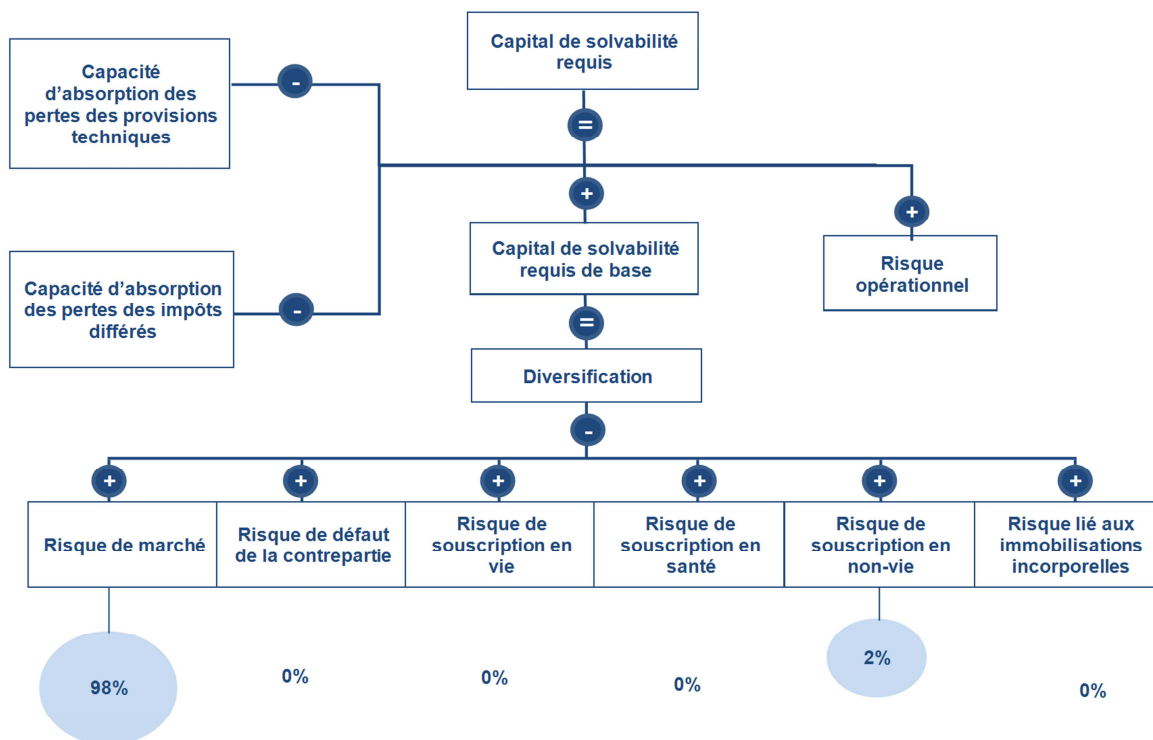 Capital de solvabilité
requis
Capacité
d'absorption des
pertes des provisions
techniques
-
=
+
+
Capital de solvabilité
requis de base
Risque
opérationnel
Capacité d'absorption
des pertes des impôts
différés
-
=
Diversification
-
+
+
+
+
+
+
Risque de marché
Risque de défaut
de la contrepartie
Risque de
souscription en
vie
Risque de
souscription en
santé
Risque de
souscription en
non-vie
Risque lié aux
immobilisations
incorporelles
98%
0%
0%
0%
2%
0%